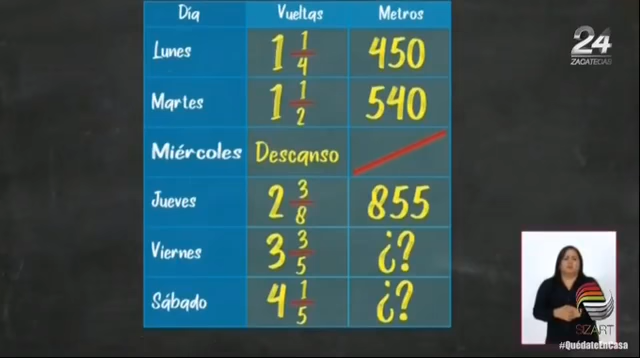 Día Vueltas Metros
Lunes 1 1/4 450
Martes 1 1/2 540
Miércoles Descanso
Jueves 2 3/8 855
Viernes 3 3/5 ¿?
Sábado 4 1/5 ¿?
24
ZACATECAS
SIZART
#QuédateEnCasa